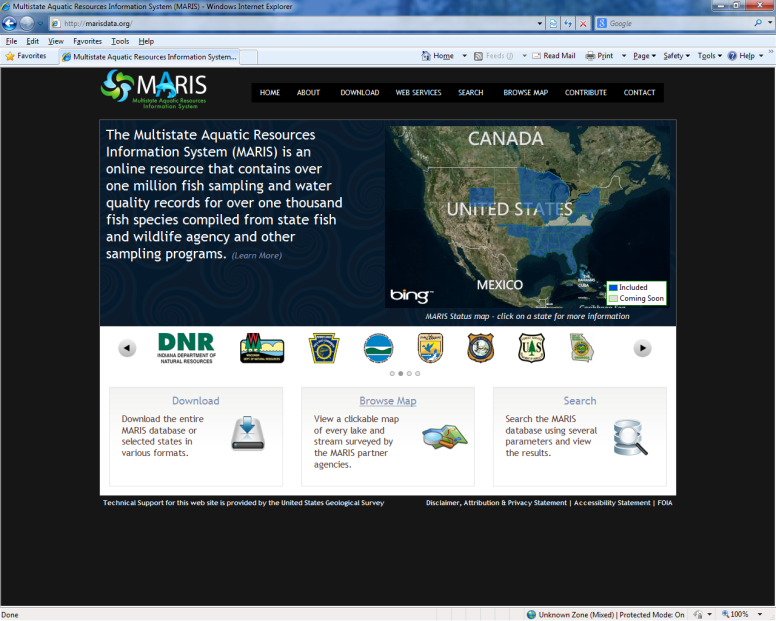 Multistate Aquatic Resources Information System (MARIS) - Windows Internet Explorer
http://marisdata.org/
Google
File Edit View Favorites Tools Help
Favorites
Multistate Aquatic Resources Information System...
Home Feeds (J) Read Mail Print Page Safety Tools Help
MARIS
Multistate Aquatic Resources
Information System
HOME ABOUT DOWNLOAD WEB SERVICES SEARCH BROWSE MAP CONTRIBUTE CONTACT
The Multistate Aquatic Resources
Information System (MARIS) is an
online resource that contains over
one million fish sampling and water
quality records for over one thousand
fish species compiled from state fish
and wildlife agency and other
sampling programs. (Learn More)
CANADA
UNITED STATES
MEXICO
CUBA
bing
Included
Coming Soon
MARIS Status map - click on a state for more information
DNR
INDIANA DEPARTMENT OF
NATURAL RESOURCES
W
US
Download
Download the entire
MARIS database or
selected states in
various formats.
Browse Map
View a clickable map
of every lake and
stream surveyed by
the MARIS partner
agencies.
Search
Search the MARIS
database using several
parameters and view
the results.
Technical Support for this web site is provided by the United States Geological Survey
Disclaimer, Attribution & Privacy Statement | Accessibility Statement | FOIA
Done
Unknown Zone (Mixed) | Protected Mode: On
100%